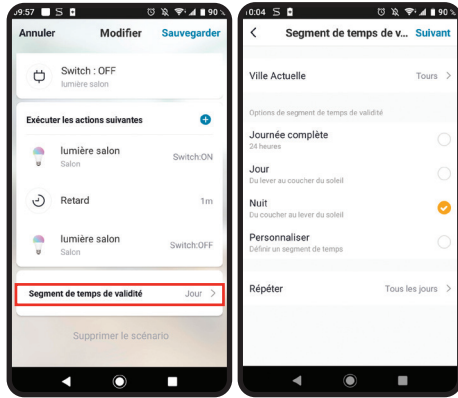 9:57
90
Annuler Modifier Sauvegarder
Switch : OFF
lumière salon
Exécuter les actions suivantes
lumière salon
Salon
Switch:ON
Retard
1m
lumière salon
Salon
Switch:OFF
Segment de temps de validité
Jour >
Supprimer le scénario
10:04
90
< Segment de temps de v... Suivant
Ville Actuelle
Tours >
Options de segment de temps de validité
Journée complète
24 heures
Jour
Du lever au coucher du soleil
Nuit
Du coucher au lever du soleil
Personnaliser
Définir un segment de temps
Répéter
Tous les jours >